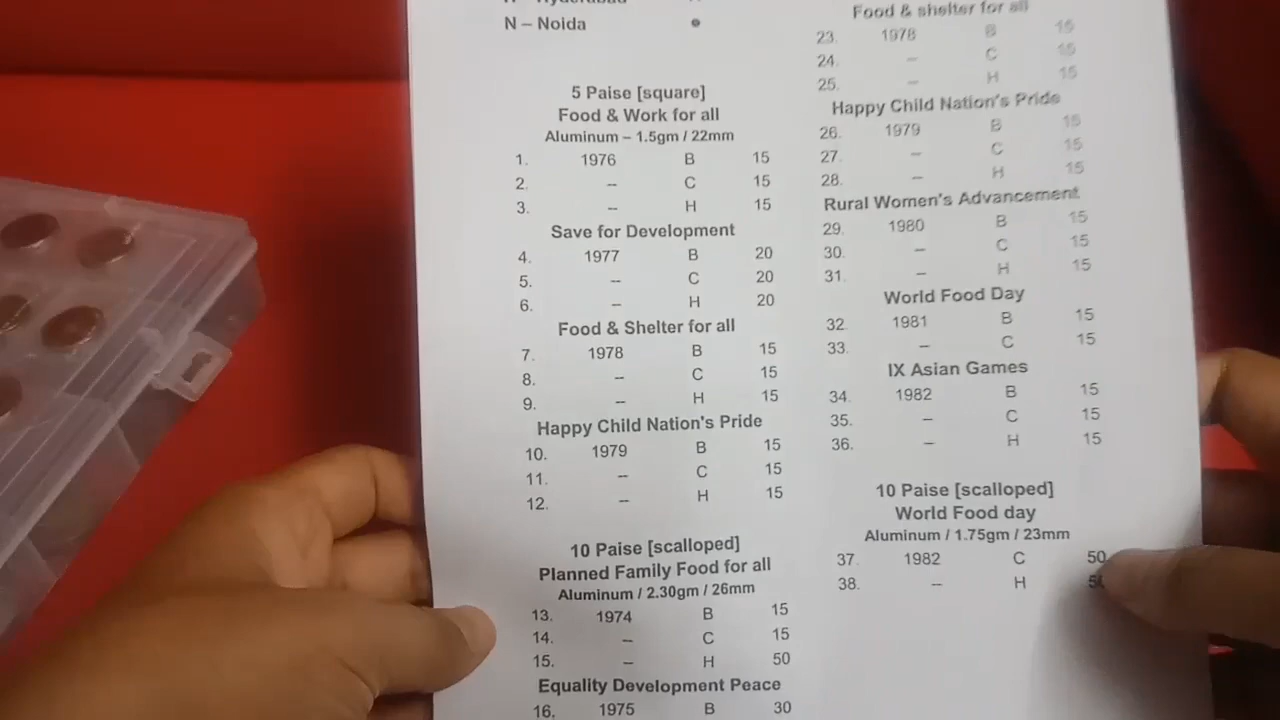 N – Noida
5 Paise [square]
Food & Work for all
Aluminum – 1.5gm / 22mm
1. 1976 B 15
2. -- C 15
3. -- H 15
Save for Development
4. 1977 B 20
5. -- C 20
6. -- H 20
Food & Shelter for all
7. 1978 B 15
8. -- C 15
9. -- H 15
Happy Child Nation's Pride
10. 1979 B 15
11. -- C 15
12. -- H 15
10 Paise [scalloped]
Planned Family Food for all
Aluminum / 2.30gm / 26mm
13. 1974 B 15
14. -- C 15
15. -- H 50
Equality Development Peace
16. 1975 B 30
Food & shelter for all
23. 1978 B 15
24. -- C 15
25. -- H 15
Happy Child Nation's Pride
26. 1979 B 15
27. -- C 15
28. -- H 15
Rural Women's Advancement
29. 1980 B 15
30. -- C 15
31. -- H 15
World Food Day
32. 1981 B 15
33. -- C 15
IX Asian Games
34. 1982 B 15
35. -- C 15
36. -- H 15
10 Paise [scalloped]
World Food day
Aluminum / 1.75gm / 23mm
37. 1982 C 50
38. -- H